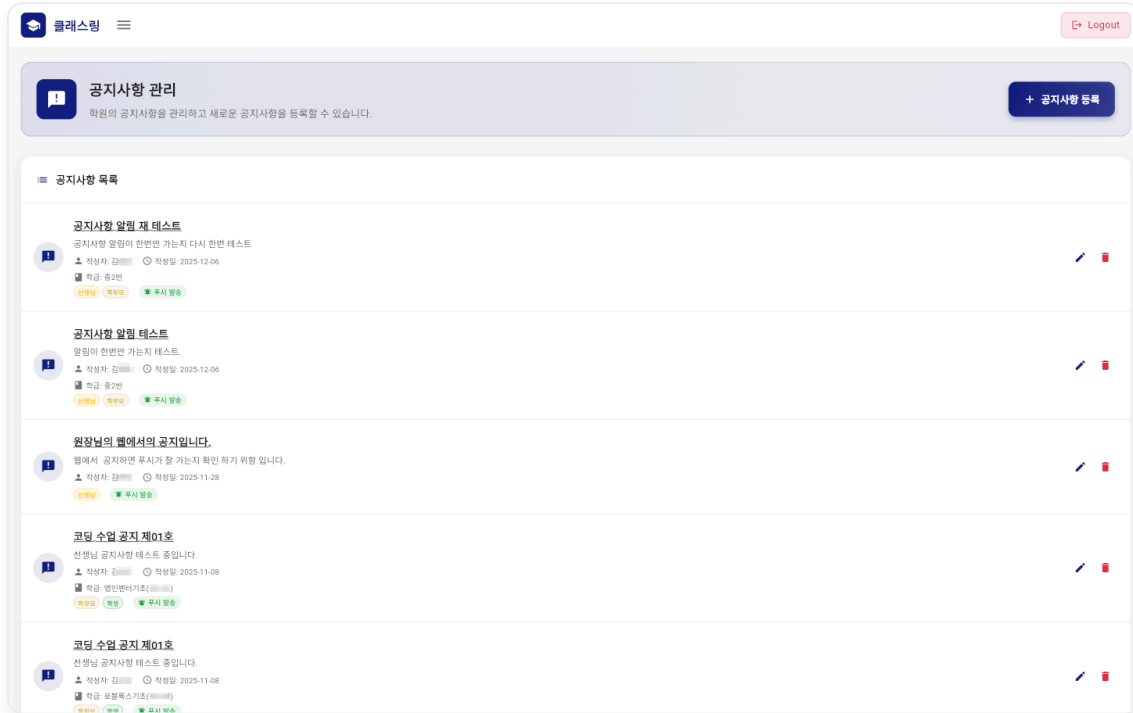 클래스링
Logout
공지사항 관리
학원의 공지사항을 관리하고 새로운 공지사항을 등록할 수 있습니다.
+ 공지사항 등록
공지사항 목록
공지사항 알림 재 테스트
공지사항 알림이 한번만 가는지 다시 한번 테스트
작성자: 김 작성일: 2025-12-06
학급: 중2반
선생님 학부모 푸시 발송
공지사항 알림 테스트
알림이 한번만 가는지 테스트.
작성자: 김 작성일: 2025-12-06
학급: 중2반
선생님 학부모 푸시 발송
원장님의 웹에서의 공지입니다.
웹에서 공지하면 푸시가 잘 가는지 확인 하기 위함 입니다.
작성자: 김 작성일: 2025-11-28
선생님 푸시 발송
코딩 수업 공지 제01호
선생님 공지사항 테스트 중입니다.
작성자: 김 작성일: 2025-11-08
학급: 앱인벤터기초( )
학부모 학생 푸시 발송
코딩 수업 공지 제01호
선생님 공지사항 테스트 중입니다.
작성자: 김 작성일: 2025-11-08
학급: 로블록스기초( )
학부모 학생 푸시 발송